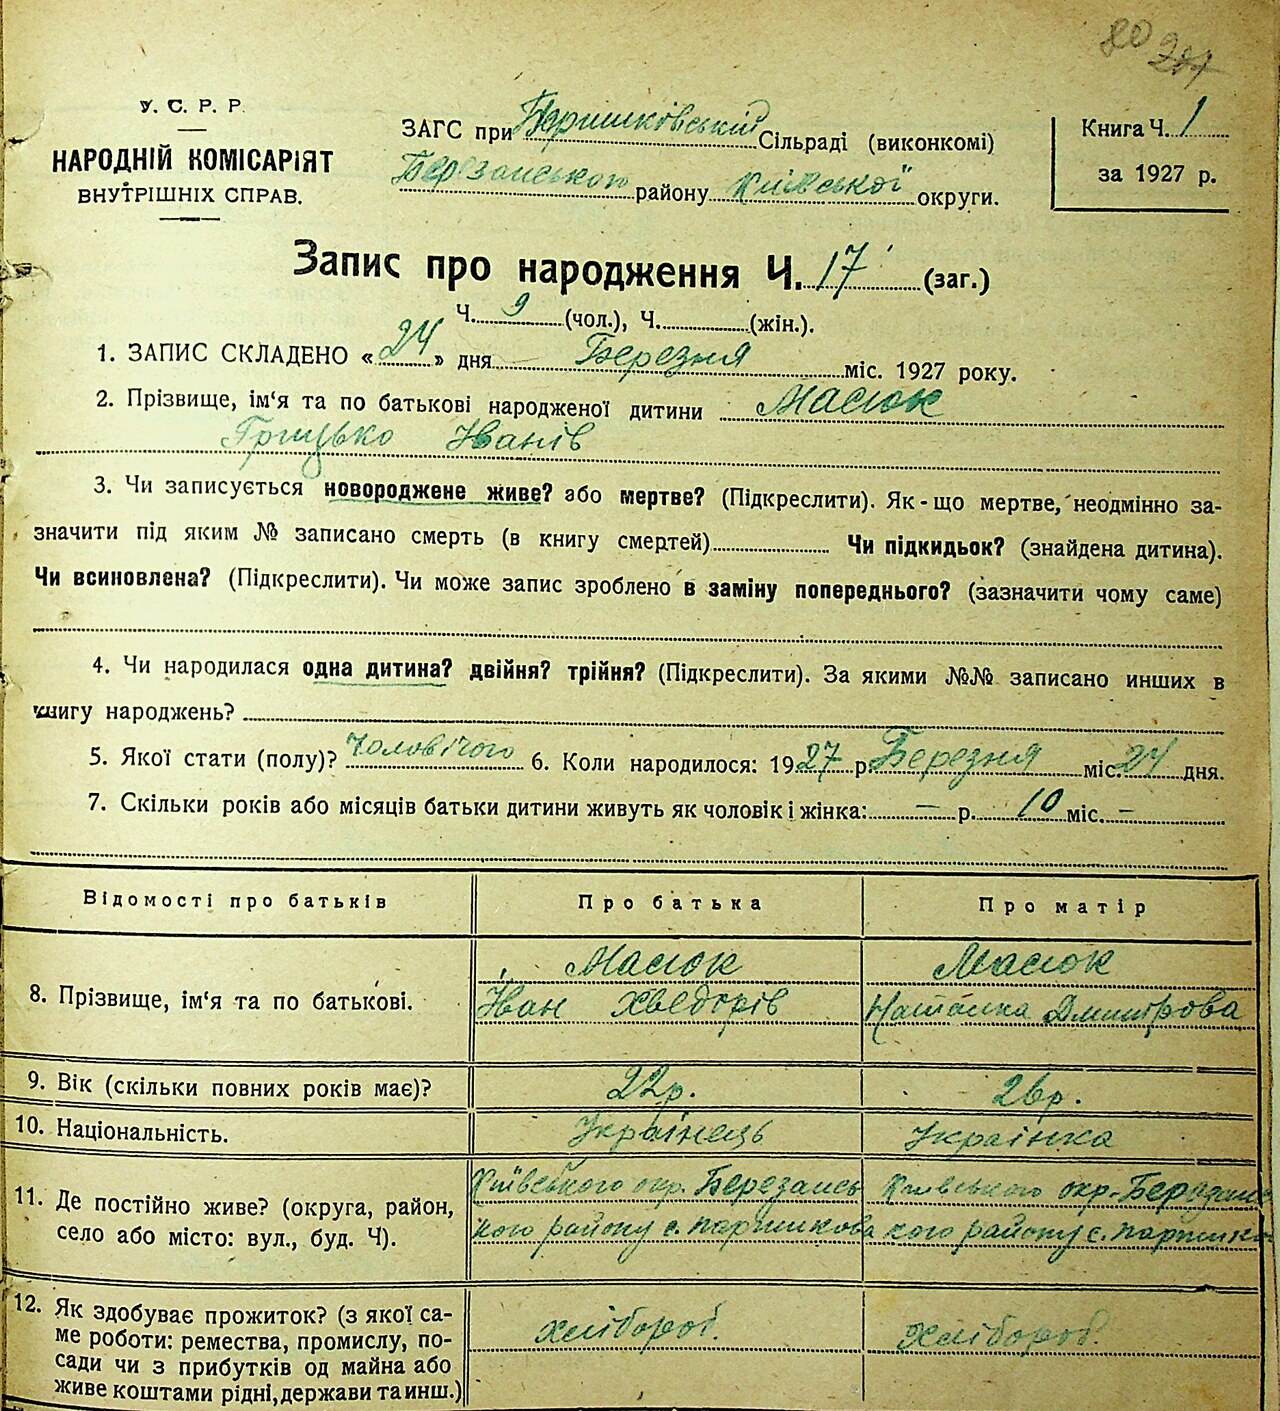 80
У. С. Р. Р.
НАРОДНІЙ КОМІСАРІЯТ
ВНУТРІШНІХ СПРАВ.
ЗАГС при Паришківський Сільраді (виконкомі)
Березанського району Київської округи.
Книга Ч. 1
за 1927 р.
Запис про народження Ч. 17 (заг.)
Ч. 9 (чол.), Ч. (жін.).
1. ЗАПИС СКЛАДЕНО «24» дня Березня міс. 1927 року.
2. Прізвище, ім‘я та по батькові народженої дитини Масюк
Грицько Іванів
3. Чи записується новороджене живе? або мертве? (Підкреслити). Як-що мертве, неодмінно за-
значити під яким № записано смерть (в книгу смертей) Чи підкидьок? (знайдена дитина).
Чи всиновлена? (Підкреслити). Чи може запис зроблено в заміну попереднього? (зазначити чому саме)
4. Чи народилася одна дитина? двійня? трійня? (Підкреслити). За якими №№ записано инших в
книгу народжень?
5. Якої стати (полу)? чоловічого 6. Коли народилося: 1927 р. Березня міс. 24 дня.
7. Скільки років або місяців батьки дитини живуть як чоловік і жінка: — р. 10 міс. —
Відомості про батьків Про батька Про матір
8. Прізвище, ім‘я та по батькові.
Масюк
Іван Хведорів
Масюк
Наталка Дмитрова
9. Вік (скільки повних років має)? 22р. 26р.
10. Національність. Українець Українка
11. Де постійно живе? (округа, район,
село або місто: вул., буд. Ч).
Київського окр. Березансь
кого району с. паришкова
Київського окр. Березанс
кого району с. паришко
12. Як здобуває прожиток? (з якої са-
ме роботи: ремества, промислу, по-
сади чи з прибутків од майна або
живе коштами рідні, держави та инш.)
хлібороб.
хлібороб.